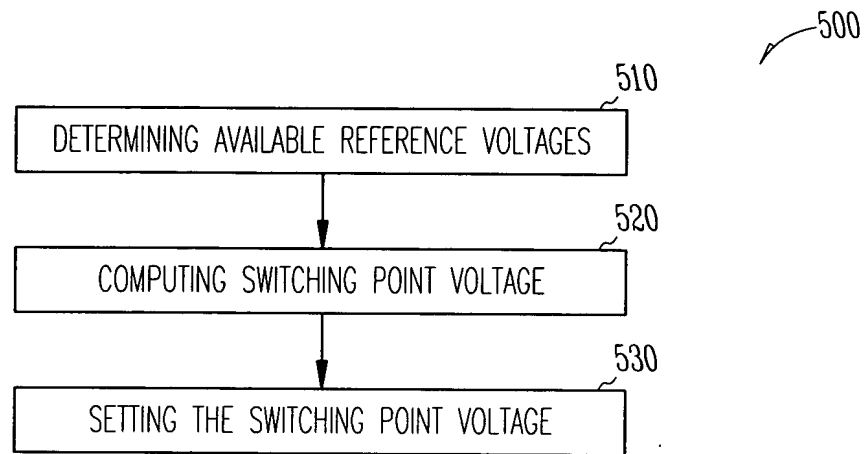 500
510
DETERMINING AVAILABLE REFERENCE VOLTAGES
520
COMPUTING SWITCHING POINT VOLTAGE
530
SETTING THE SWITCHING POINT VOLTAGE